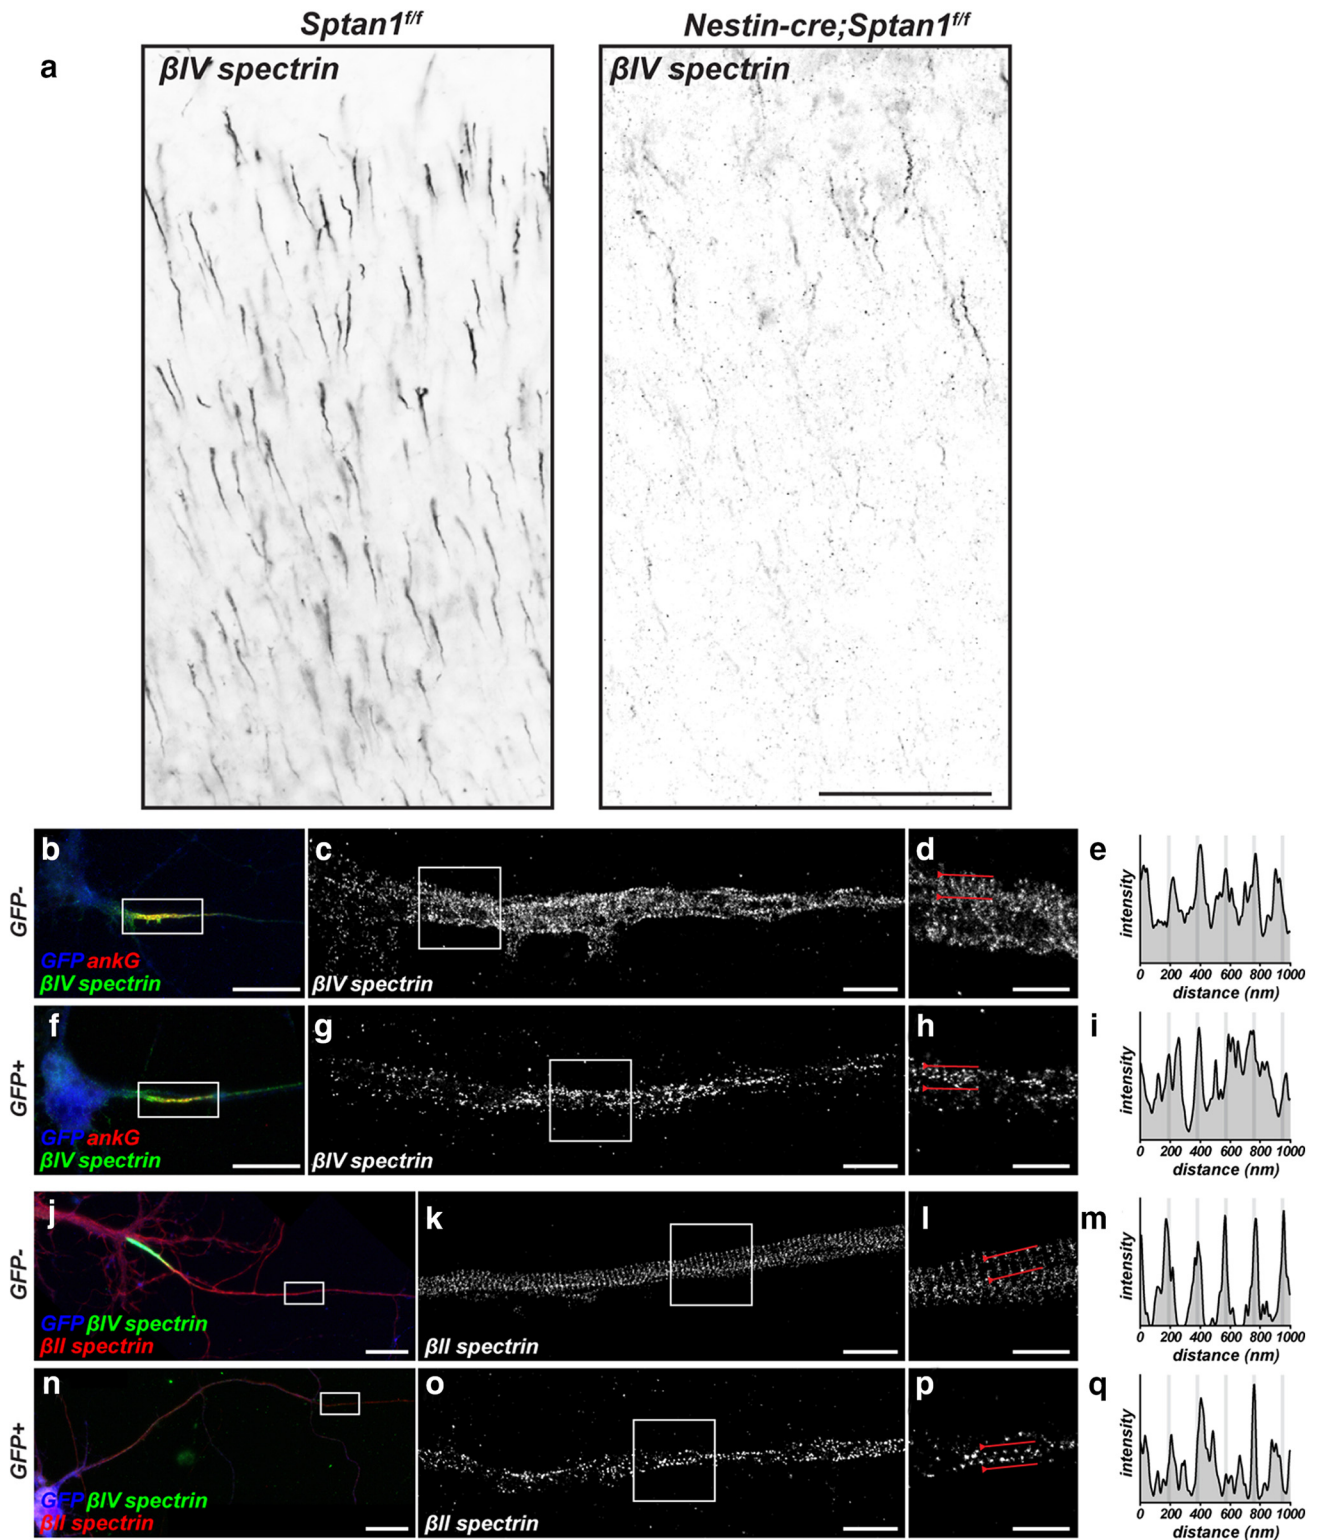 Sptan1f/f
Nestin-cre;Sptan1f/f
a
βIV spectrin
βIV spectrin
GFP-
b
GFP ankG
βIV spectrin
c
βIV spectrin
d
e
intensity
0 200 400 600 800 1000
distance (nm)
GFP+
f
GFP ankG
βIV spectrin
g
βIV spectrin
h
i
intensity
0 200 400 600 800 1000
distance (nm)
GFP-
j
GFP βIV spectrin
βII spectrin
k
βII spectrin
l
m
intensity
0 200 400 600 800 1000
distance (nm)
GFP+
n
GFP βIV spectrin
βII spectrin
o
βII spectrin
p
q
intensity
0 200 400 600 800 1000
distance (nm)